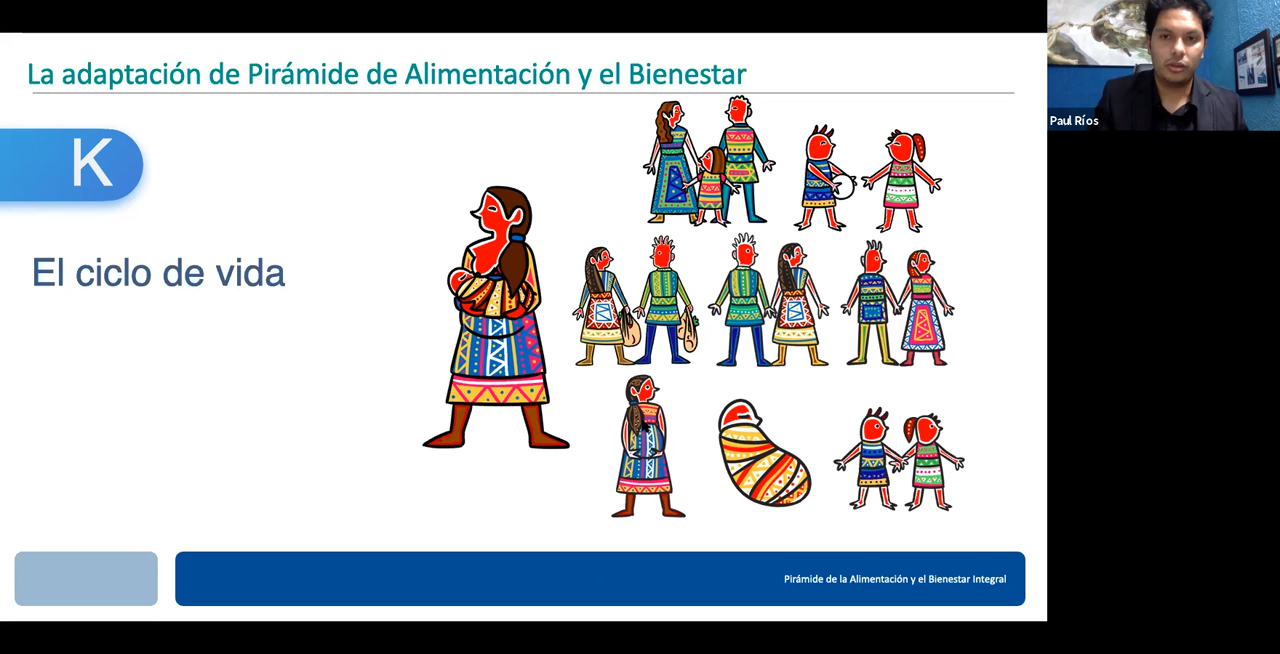 La adaptación de Pirámide de Alimentación y el Bienestar
K
El ciclo de vida
Pirámide de la Alimentación y el Bienestar Integral
Paul Ríos